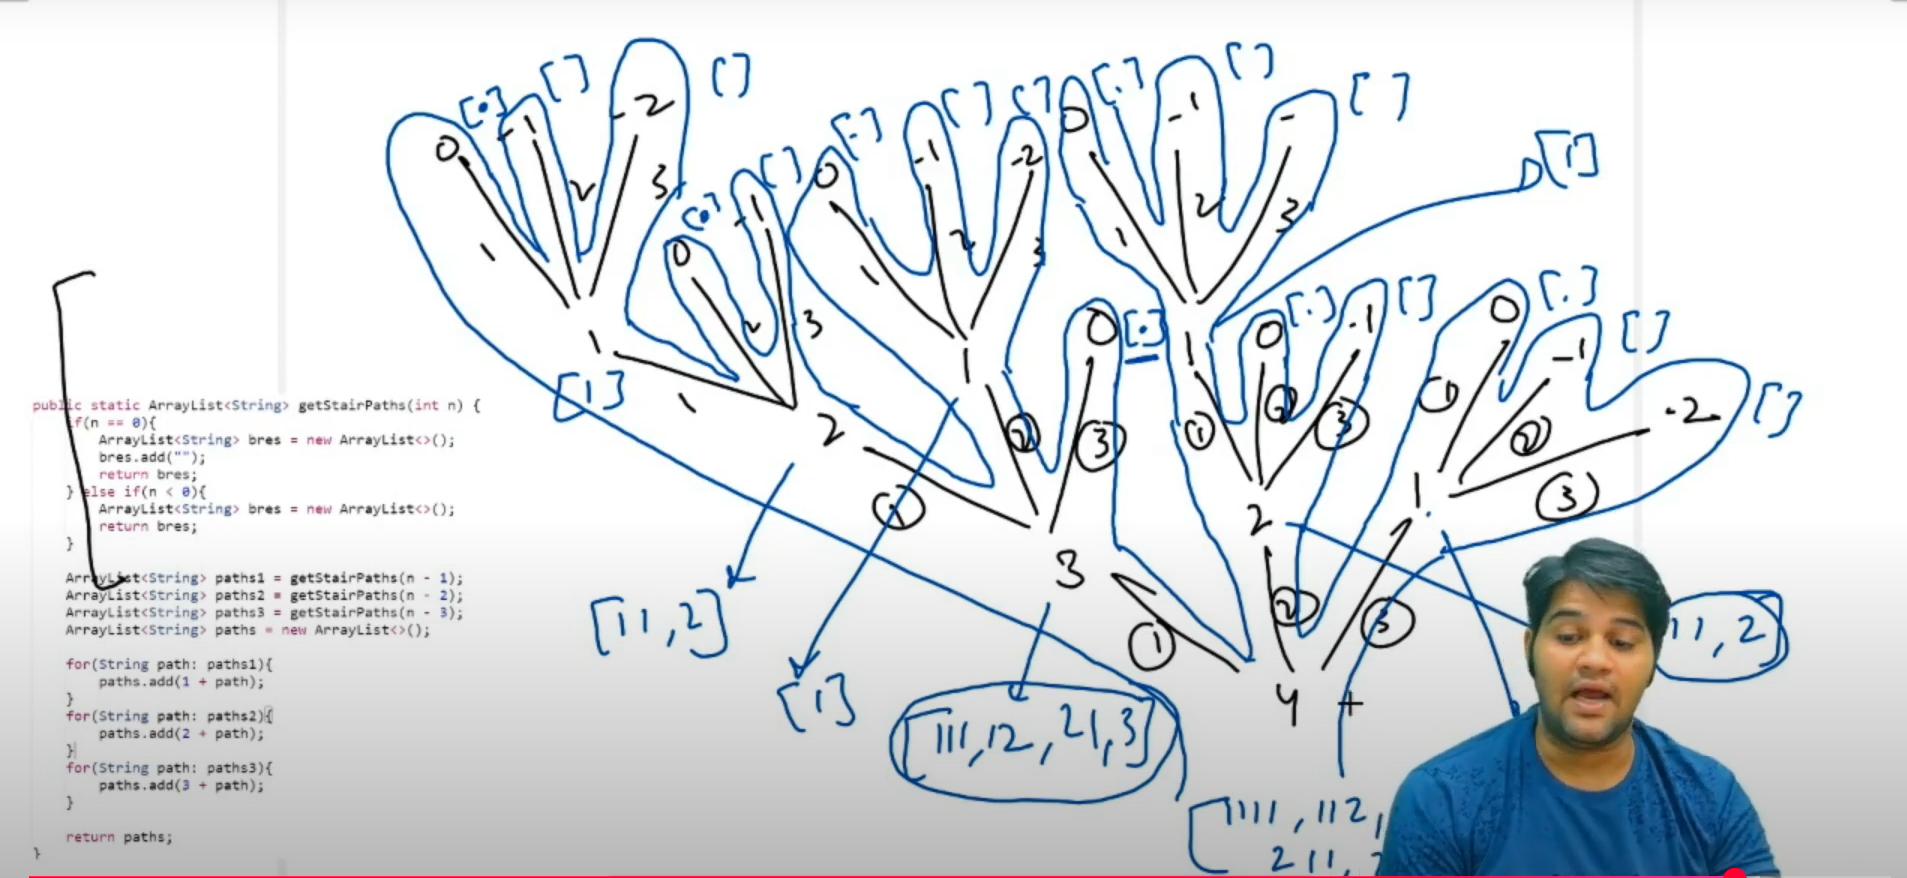 public static ArrayList<String> getStairPaths(int n) {
if(n == 0){
ArrayList<String> bres = new ArrayList<>();
bres.add("");
return bres;
} else if(n < 0){
ArrayList<String> bres = new ArrayList<>();
return bres;
}
ArrayList<String> paths1 = getStairPaths(n - 1);
ArrayList<String> paths2 = getStairPaths(n - 2);
ArrayList<String> paths3 = getStairPaths(n - 3);
ArrayList<String> paths = new ArrayList<>();
for(String path: paths1){
paths.add(1 + path);
}
for(String path: paths2){
paths.add(2 + path);
}
for(String path: paths3){
paths.add(3 + path);
}
return paths;
}
[.] [] []
0 -1 -2
1 2 3
1
[1]
1
[.] []
0 -1
2 3
2
[11,2]
1
[.] [] []
0 -1 -2
1 2 3
1
[1]
2
0 [.]
3
3
[111,12,21,3]
1
[.] [] []
0 -1 -
1 2 3
[1]
1
[.] []
0 -1
1 2 3
2
11,2]
2
[.] [] []
0 -1 -2
1 2 3
1
3
4
[1111,112,
211,